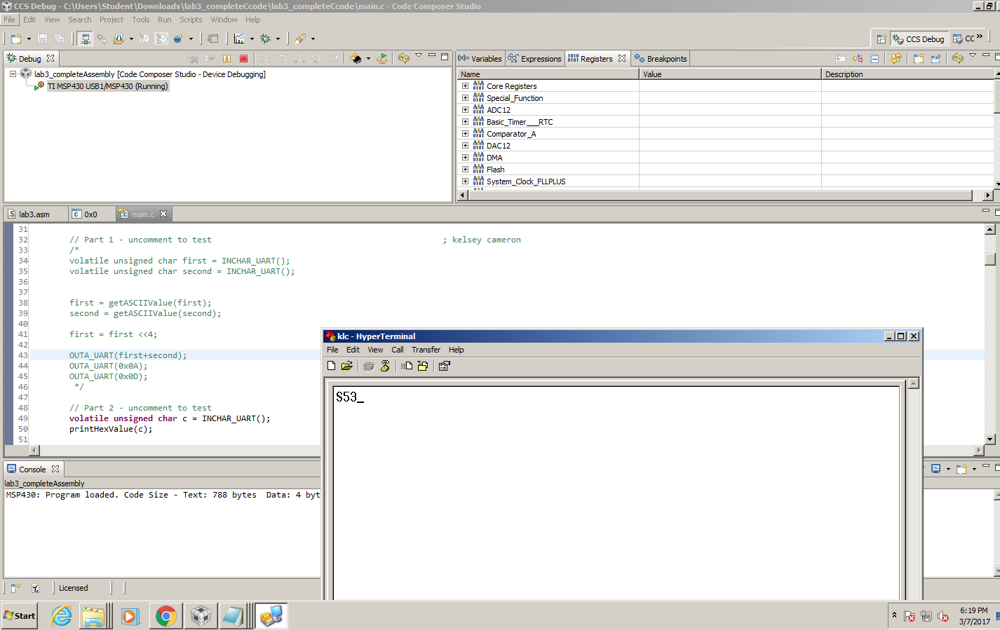 CCS Debug - C:\Users\Student\Downloads\lab3_completeCcode\lab3_completeCcode\main.c - Code Composer Studio
File Edit View Search Project Tools Run Scripts Window Help
CCS Debug CC »
Debug
lab3_completeAssembly [Code Composer Studio - Device Debugging]
TI MSP430 USB1/MSP430 (Running)
(x)= Variables Expressions Registers Breakpoints
Name Value Description
Core Registers
Special_Function
ADC12
Basic_Timer___RTC
Comparator_A
DAC12
DMA
Flash
System_Clock_FLLPLUS
lab3.asm 0x0 main.c
31
32 // Part 1 - uncomment to test ; kelsey cameron
33 /*
34 volatile unsigned char first = INCHAR_UART();
35 volatile unsigned char second = INCHAR_UART();
36
37
38 first = getASCIIValue(first);
39 second = getASCIIValue(second);
40
41 first = first <<4;
42
43 OUTA_UART(first+second);
44 OUTA_UART(0x0A);
45 OUTA_UART(0x0D);
46 */
47
48 // Part 2 - uncomment to test
49 volatile unsigned char c = INCHAR_UART();
50 printHexValue(c);
51
klc - HyperTerminal
File Edit View Call Transfer Help
S53_
Console
lab3_completeAssembly
MSP430: Program loaded. Code Size - Text: 788 bytes Data: 4 byt
Licensed
Start
6:19 PM
3/7/2017